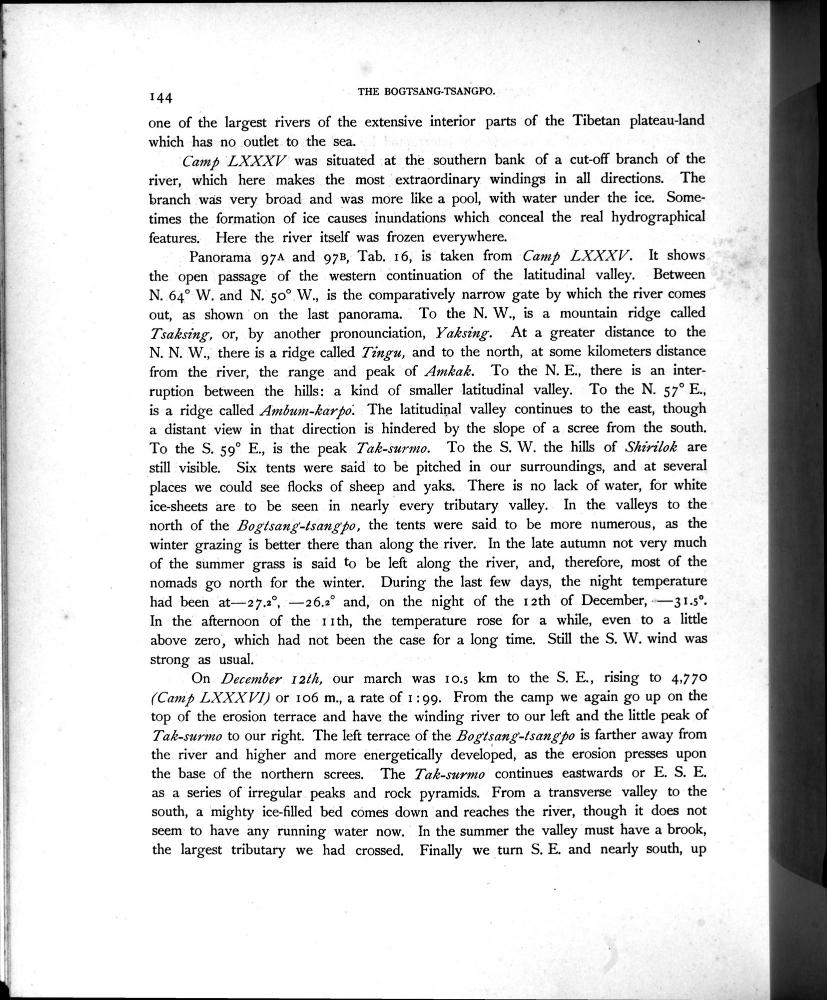 144
THE BOGTSANG-TSANGPO.
one of the largest rivers of the extensive interior parts of the Tibetan plateau-land
which has no outlet to the sea.
Camp LXXXV was situated at the southern bank of a cut-off branch of the
river, which here makes the most extraordinary windings in all directions. The
branch was very broad and was more like a pool, with water under the ice. Some-
times the formation of ice causes inundations which conceal the real hydrographical
features. Here the river itself was frozen everywhere.
Panorama 97A and 97B, Tab. 16, is taken from Camp LXXXV. It shows
the open passage of the western continuation of the latitudinal valley. Between
N. 64° W. and N. 50° W., is the comparatively narrow gate by which the river comes
out, as shown on the last panorama. To the N. W., is a mountain ridge called
Tsaksing, or, by another pronounciation, Yaksing. At a greater distance to the
N. N. W., there is a ridge called Tingu, and to the north, at some kilometers distance
from the river, the range and peak of Amkak. To the N. E., there is an inter-
ruption between the hills: a kind of smaller latitudinal valley. To the N. 57° E.,
is a ridge called Ambum-karpo. The latitudinal valley continues to the east, though
a distant view in that direction is hindered by the slope of a scree from the south.
To the S. 59° E., is the peak Tak-surmo. To the S. W. the hills of Shirilok are
still visible. Six tents were said to be pitched in our surroundings, and at several
places we could see flocks of sheep and yaks. There is no lack of water, for white
ice-sheets are to be seen in nearly every tributary valley. In the valleys to the
north of the Bogtsang-tsangpo, the tents were said to be more numerous, as the
winter grazing is better there than along the river. In the late autumn not very much
of the summer grass is said to be left along the river, and, therefore, most of the
nomads go north for the winter. During the last few days, the night temperature
had been at—27.2°, —26.2° and, on the night of the 12th of December, —31.5°.
In the afternoon of the 11th, the temperature rose for a while, even to a little
above zero, which had not been the case for a long time. Still the S. W. wind was
strong as usual.
On December 12th, our march was 10.5 km to the S. E., rising to 4,770
(Camp LXXXVI) or 106 m., a rate of 1:99. From the camp we again go up on the
top of the erosion terrace and have the winding river to our left and the little peak of
Tak-surmo to our right. The left terrace of the Bogtsang-tsangpo is farther away from
the river and higher and more energetically developed, as the erosion presses upon
the base of the northern screes. The Tak-surmo continues eastwards or E. S. E.
as a series of irregular peaks and rock pyramids. From a transverse valley to the
south, a mighty ice-filled bed comes down and reaches the river, though it does not
seem to have any running water now. In the summer the valley must have a brook,
the largest tributary we had crossed. Finally we turn S. E. and nearly south, up